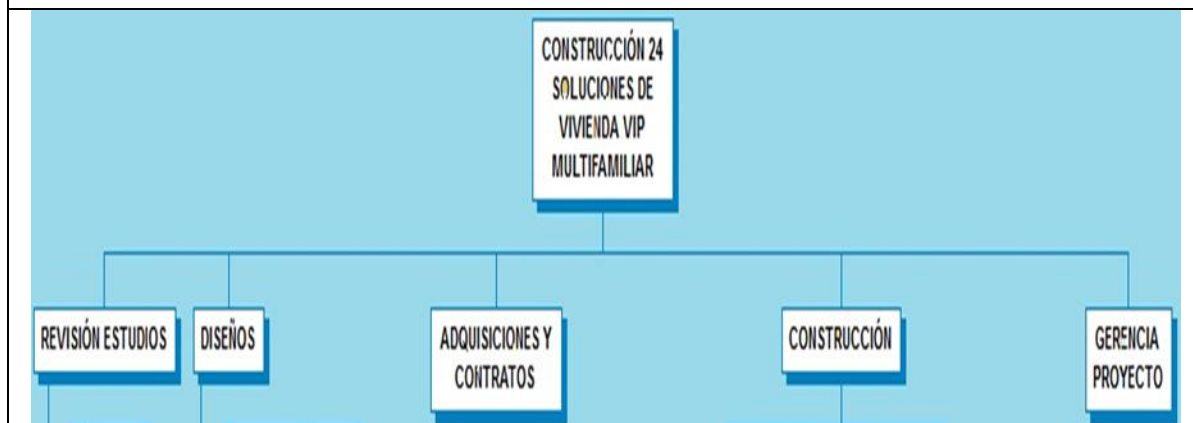 CONSTRUCCIÓN 24
SOLUCIONES DE
VIVIENDA VIP
MULTIFAMILIAR
REVISIÓN ESTUDIOS
DISEÑOS
ADQUISICIONES Y
CONTRATOS
CONSTRUCCIÓN
GERENCIA
PROYECTO